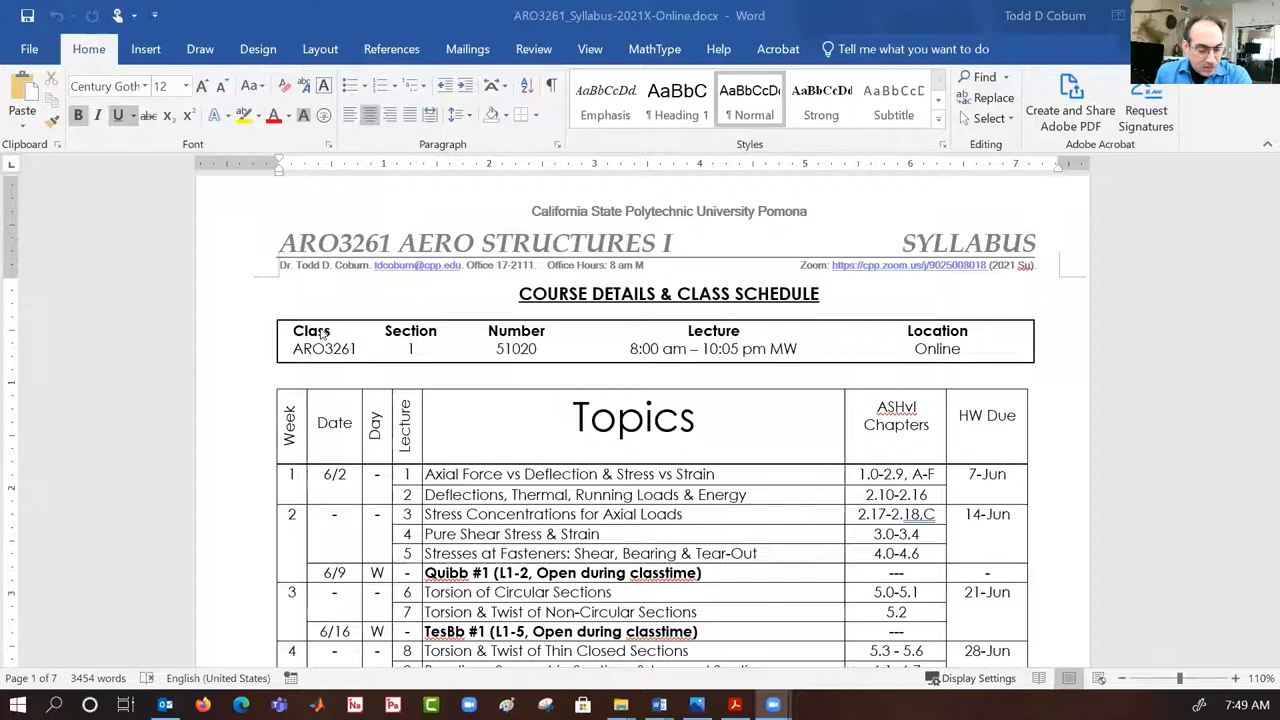 ARO3261_Syllabus-2021X-Online.docx - Word
Todd D Coburn
File Home Insert Draw Design Layout References Mailings Review View MathType Help Acrobat Tell me what you want to do
Paste
Century Goth 12
Aa
AaBbCcDd AaBbC AaBbCcDc AaBbCcDd AaBbCcD
Emphasis ¶ Heading 1 ¶ Normal Strong Subtitle
Find
Replace
Select
Create and Share Adobe PDF
Request Signatures
Clipboard Font Paragraph Styles Editing Adobe Acrobat
1 2 3 4 5 6 7
California State Polytechnic University Pomona
ARO3261 AERO STRUCTURES I SYLLABUS
Dr. Todd D. Coburn. tdcoburn@cpp.edu. Office 17-2111. Office Hours: 8 am M Zoom: https://cpp.zoom.us/j/9025008018 (2021 Su).
COURSE DETAILS & CLASS SCHEDULE
Class Section Number Lecture Location
ARO3261 1 51020 8:00 am – 10:05 pm MW Online
Week Date Day Lecture Topics ASHvI Chapters HW Due
1 6/2 - 1 Axial Force vs Deflection & Stress vs Strain 1.0-2.9, A-F 7-Jun
2 Deflections, Thermal, Running Loads & Energy 2.10-2.16
2 - - 3 Stress Concentrations for Axial Loads 2.17-2.18,C 14-Jun
4 Pure Shear Stress & Strain 3.0-3.4
5 Stresses at Fasteners: Shear, Bearing & Tear-Out 4.0-4.6
6/9 W - Quibb #1 (L1-2, Open during classtime) --- -
3 - - 6 Torsion of Circular Sections 5.0-5.1 21-Jun
7 Torsion & Twist of Non-Circular Sections 5.2
6/16 W - TesBb #1 (L1-5, Open during classtime) ---
4 - - 8 Torsion & Twist of Thin Closed Sections 5.3 - 5.6 28-Jun
Page 1 of 7 3454 words English (United States) Display Settings 110%
7:49 AM